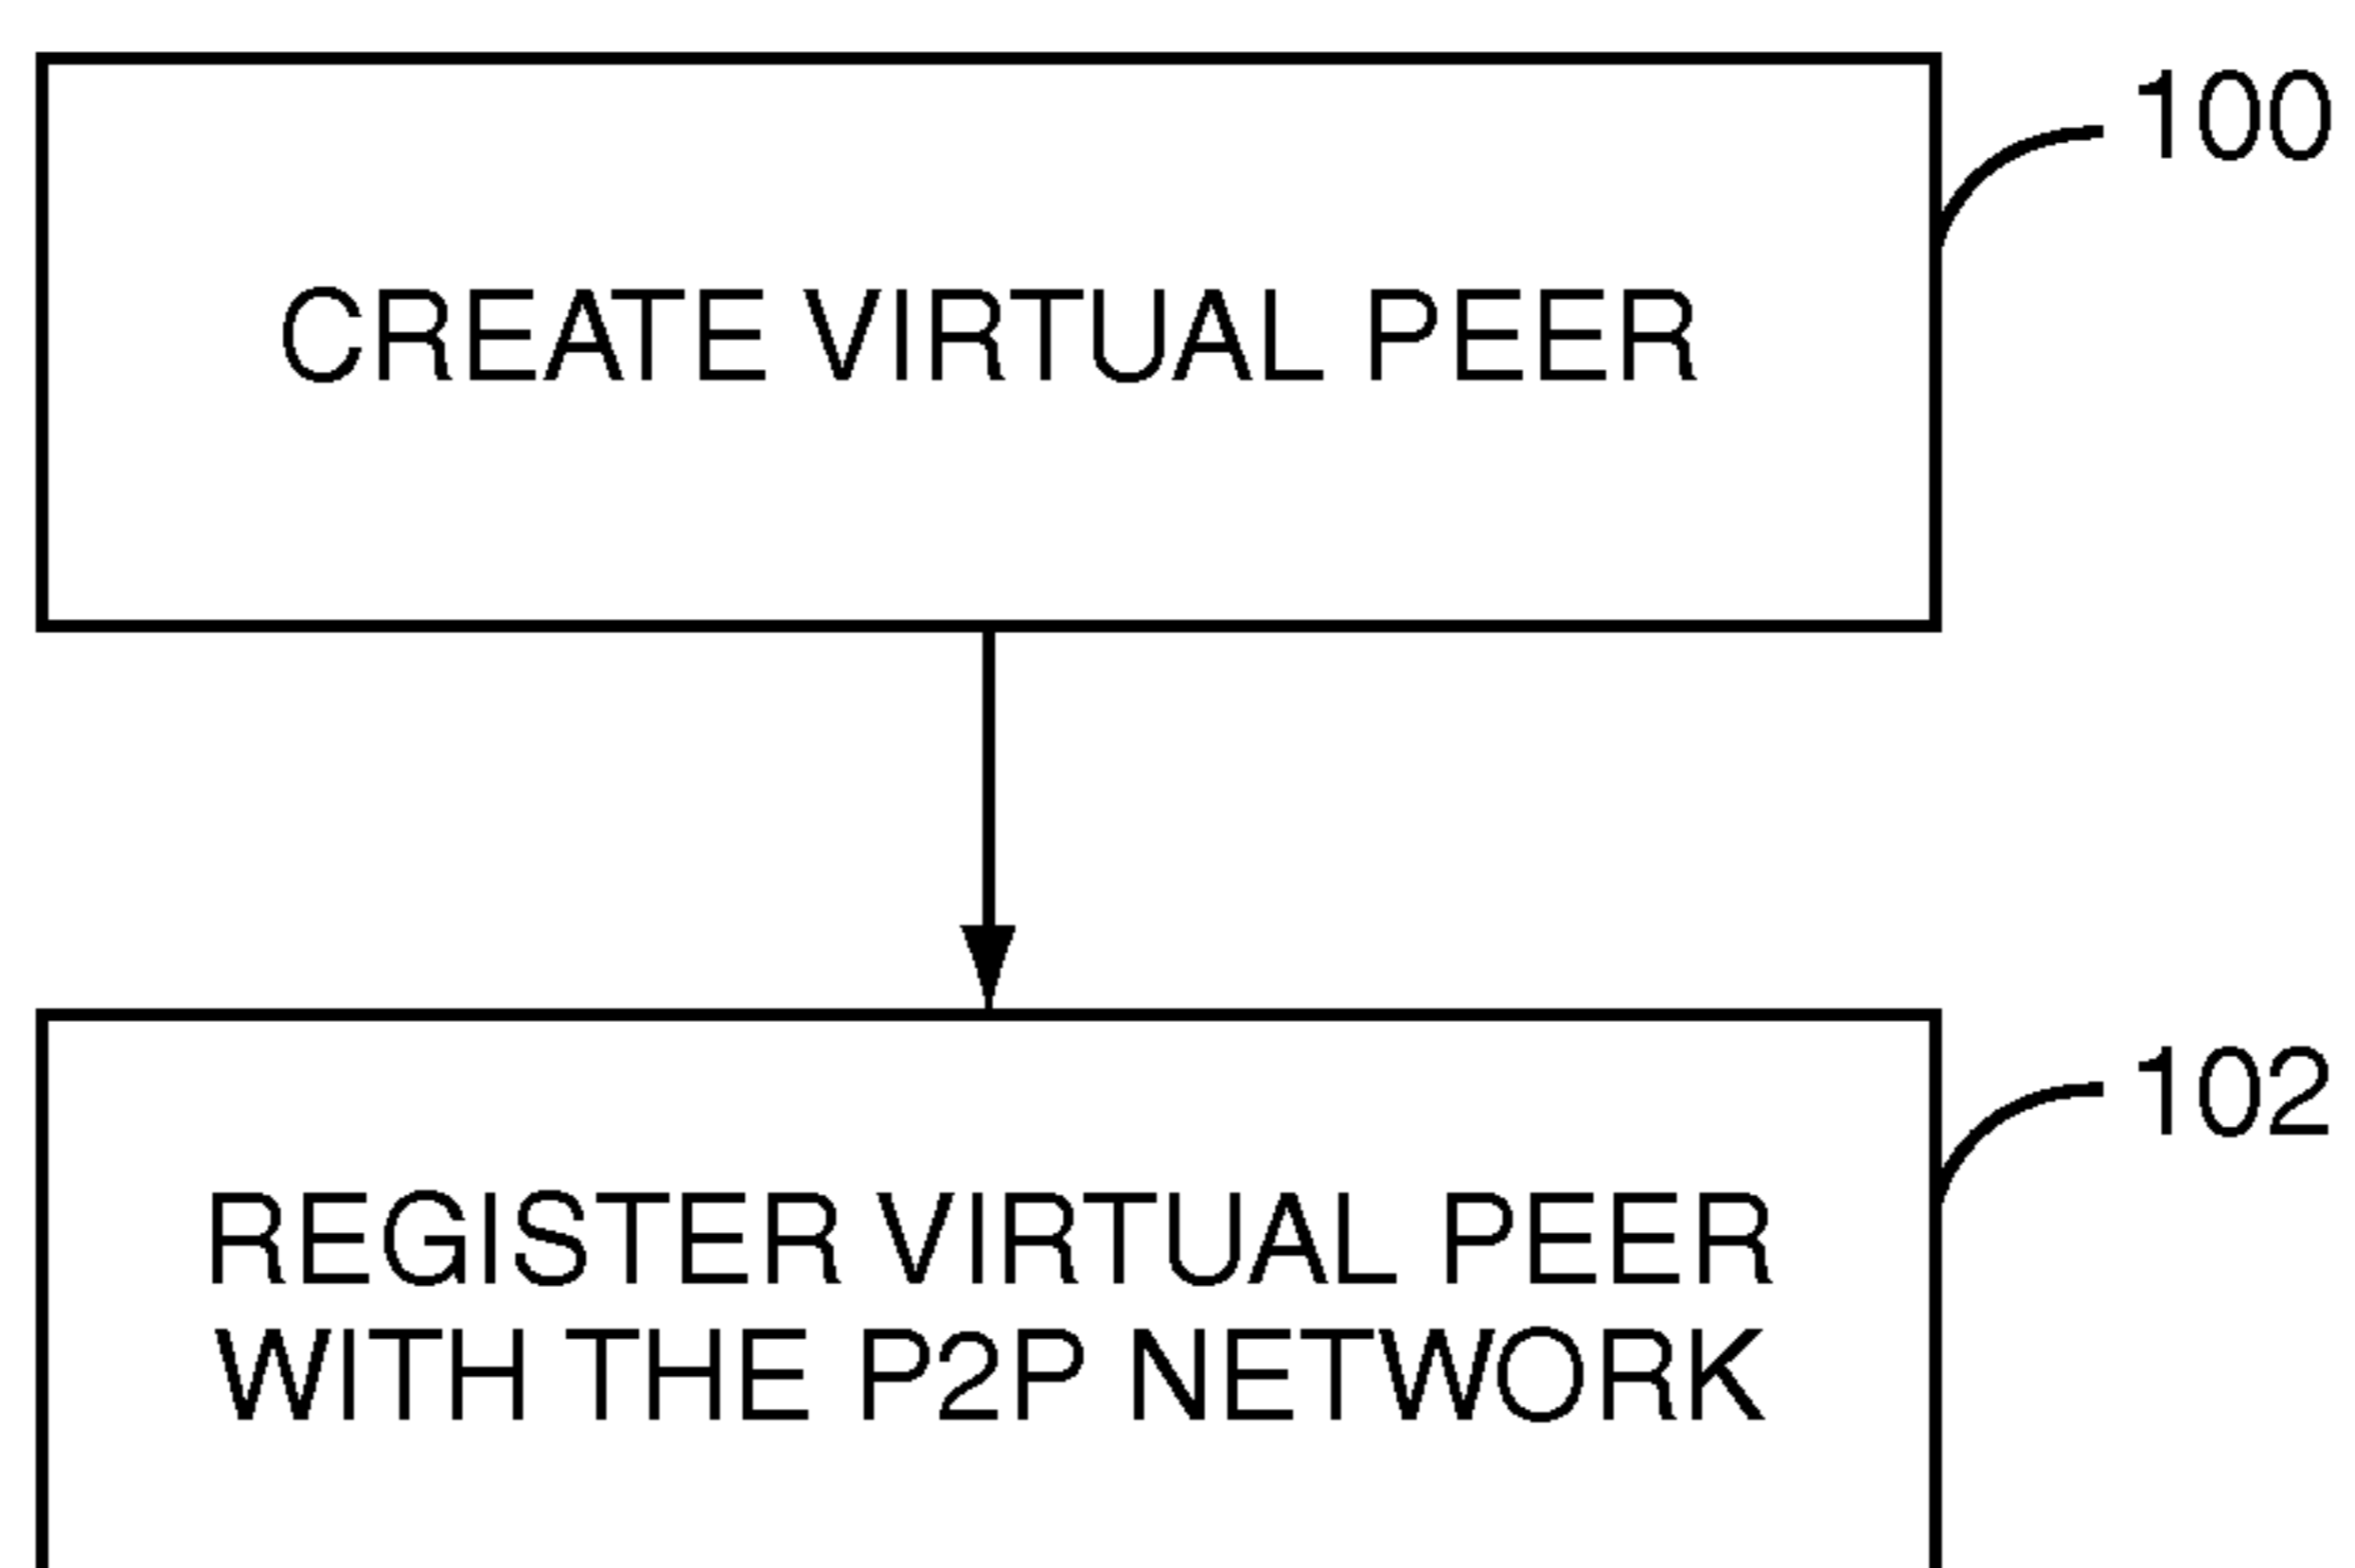 100
CREATE VIRTUAL PEER
102
REGISTER VIRTUAL PEER
WITH THE P2P NETWORK